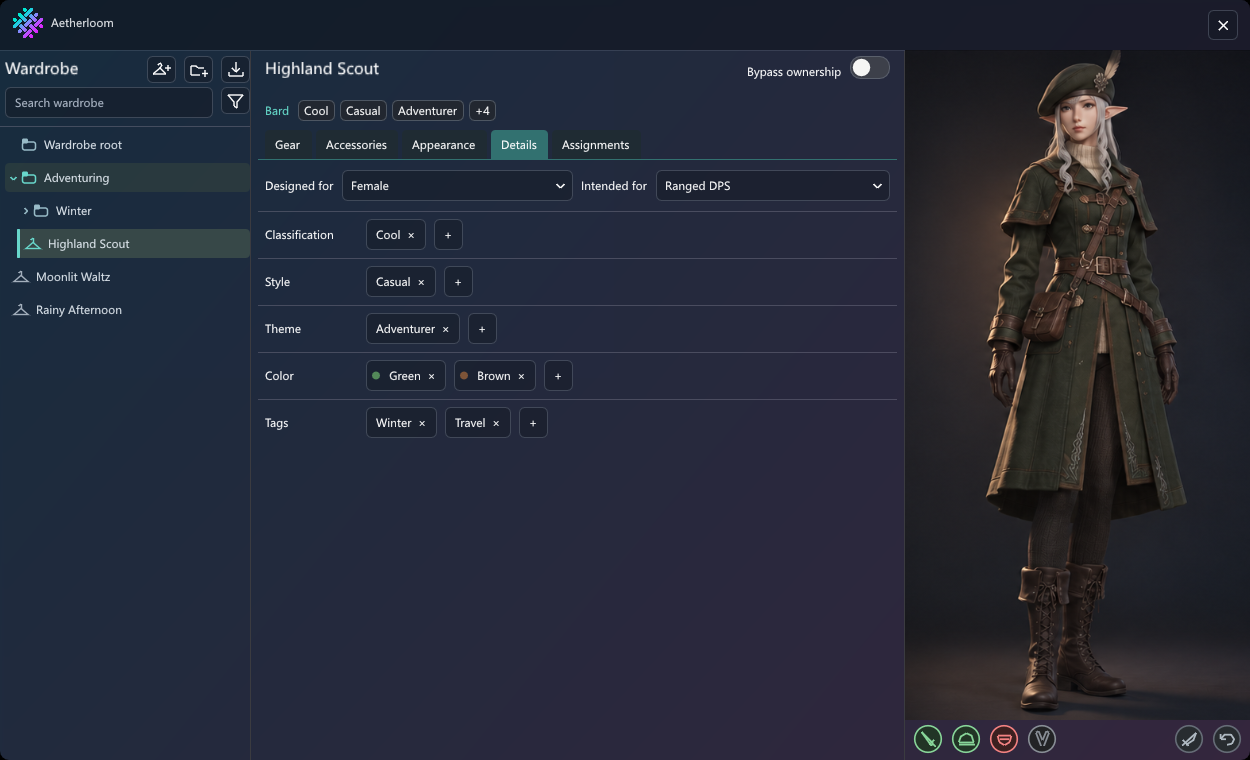 Aetherloom
Wardrobe
Search wardrobe
Wardrobe root
Adventuring
Winter
Highland Scout
Moonlit Waltz
Rainy Afternoon
Highland Scout
Bypass ownership
Bard Cool Casual Adventurer +4
Gear Accessories Appearance Details Assignments
Designed for Female Intended for Ranged DPS
Classification Cool × +
Style Casual × +
Theme Adventurer × +
Color Green × Brown × +
Tags Winter × Travel × +